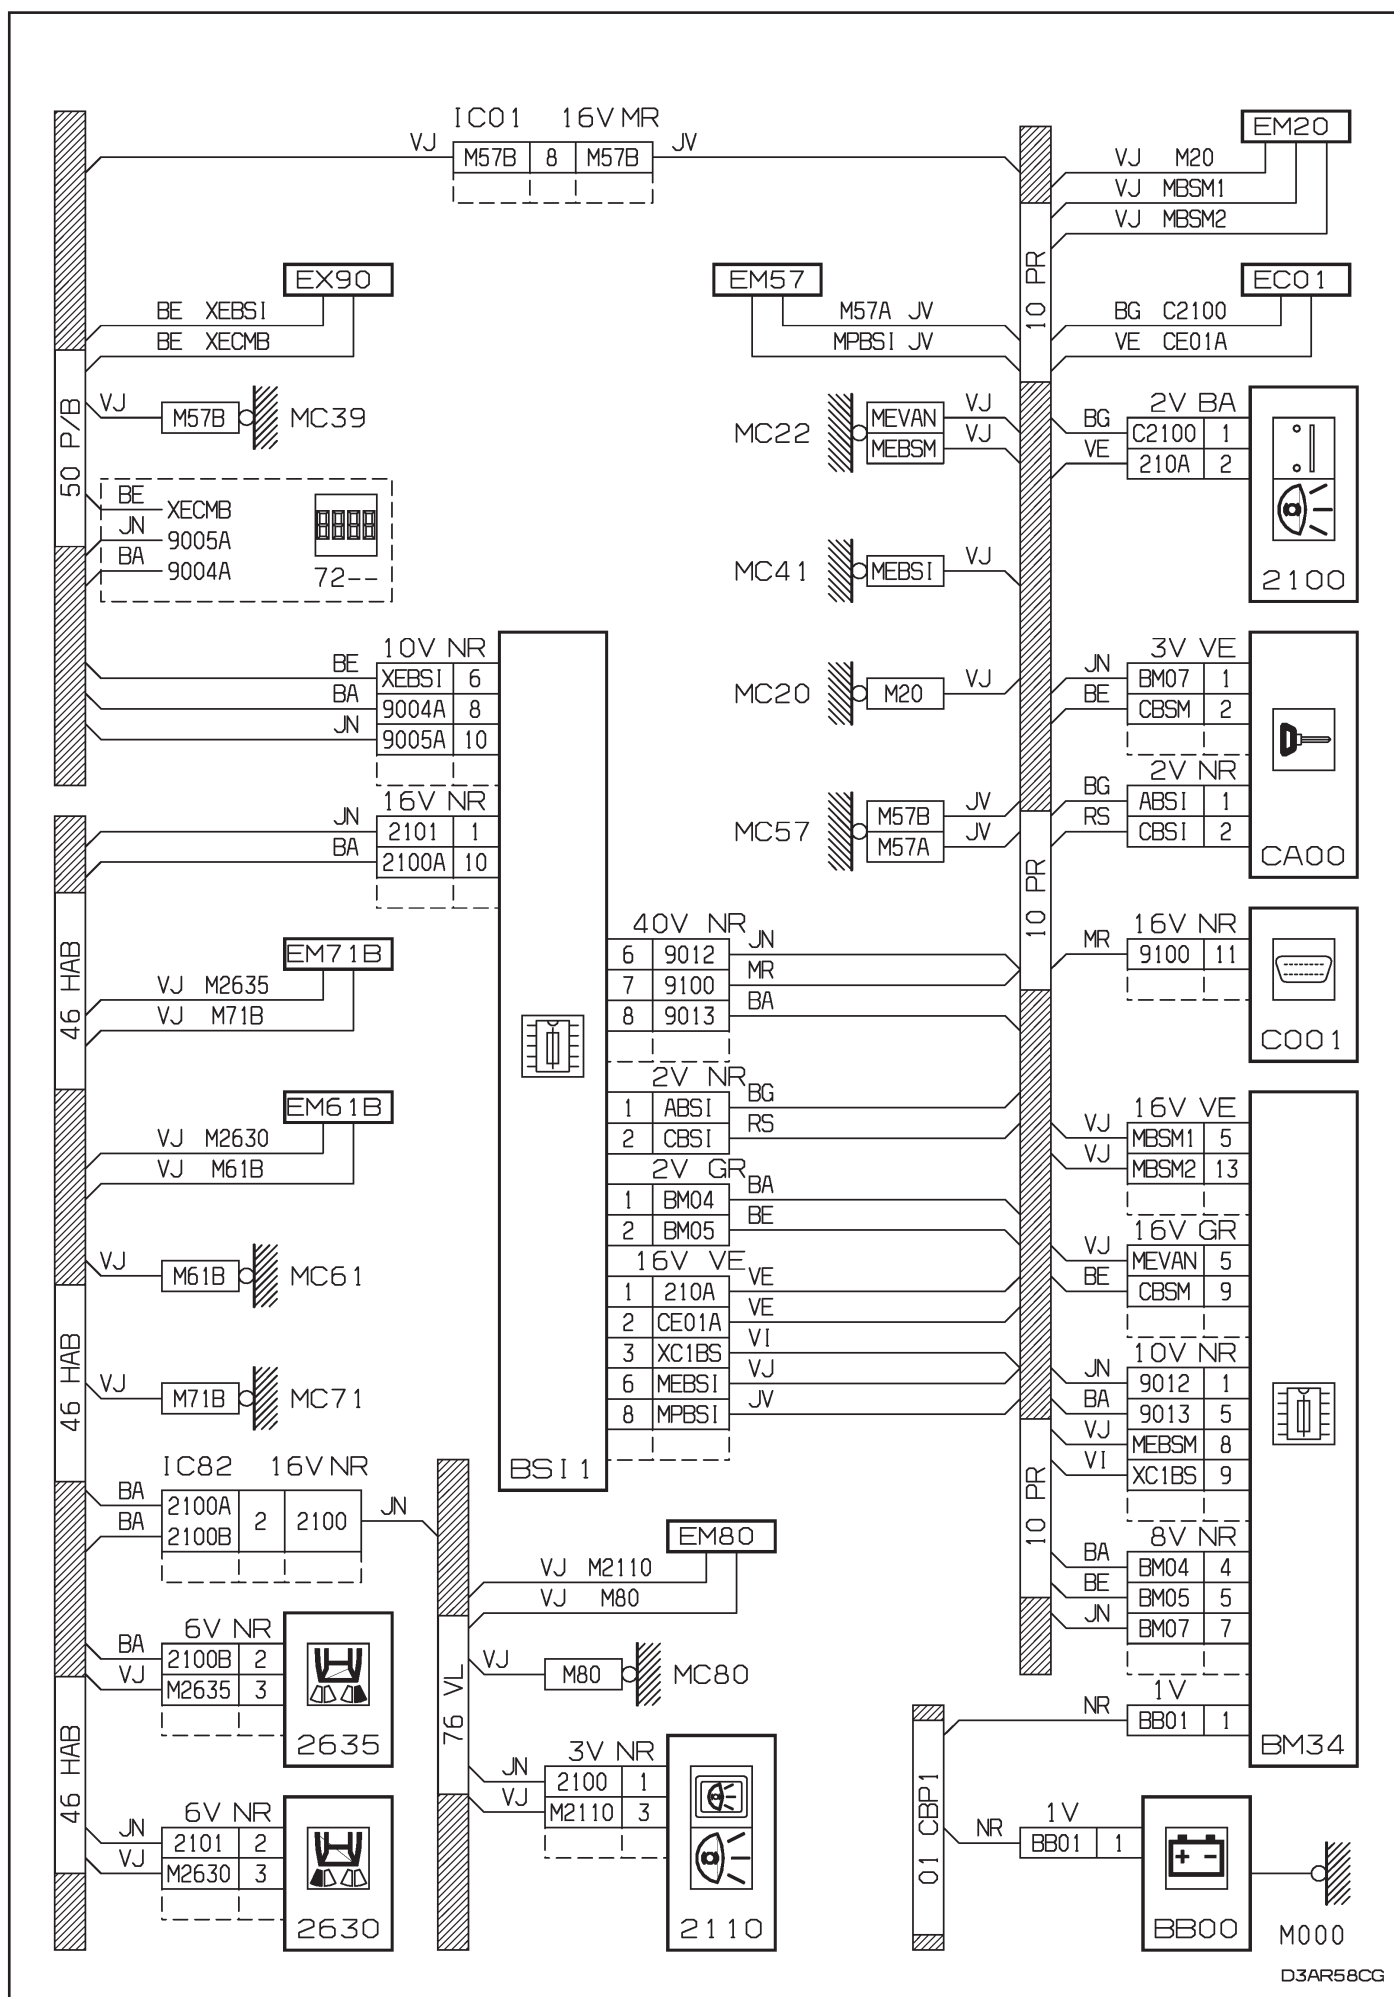 IC01 16V MR
VJ M57B 8 M57B JV
EM20
VJ M20
VJ MBSM1
VJ MBSM2
10 PR
EX90
BE XEBSI
BE XECMB
EM57
M57A JV
MPBSI JV
EC01
BG C2100
VE CE01A
50 P/B
VJ M57B MC39
MC22 MEVAN VJ
MEBSM VJ
2V BA
BG C2100 1
VE 210A 2
2100
BE XECMB
JN 9005A
BA 9004A
72--
MC41 MEBSI VJ
10V NR
BE XEBSI 6
BA 9004A 8
JN 9005A 10
MC20 M20 VJ
3V VE
JN BM07 1
BE CBSM 2
2V NR
BG ABSI 1
RS CBSI 2
CA00
16V NR
JN 2101 1
BA 2100A 10
MC57 M57B JV
M57A JV
10 PR
46 HAB
EM71B
VJ M2635
VJ M71B
40V NR
6 9012 JN
7 9100 MR
8 9013 BA
16V NR
MR 9100 11
C001
2V NR
1 ABSI BG
2 CBSI RS
EM61B
VJ M2630
VJ M61B
2V GR
1 BM04 BA
2 BM05 BE
16V VE
VJ MBSM1 5
VJ MBSM2 13
16V GR
VJ MEVAN 5
BE CBSM 9
VJ M61B MC61
16V VE
1 210A VE
2 CE01A VE
3 XC1BS VI
6 MEBSI VJ
8 MPBSI JV
BSI1
46 HAB
VJ M71B MC71
10V NR
JN 9012 1
BA 9013 5
VJ MEBSM 8
VI XC1BS 9
10 PR
IC82 16V NR
BA 2100A
BA 2100B
2 2100 JN
EM80
VJ M2110
VJ M80
8V NR
BA BM04 4
BE BM05 5
JN BM07 7
1V
NR BB01 1
BM34
6V NR
BA 2100B 2
VJ M2635 3
2635
76 VL
VJ M80 MC80
46 HAB
3V NR
JN 2100 1
VJ M2110 3
2110
6V NR
JN 2101 2
VJ M2630 3
2630
01 CBP1
1V
NR BB01 1
BB00
M000
D3AR58CG